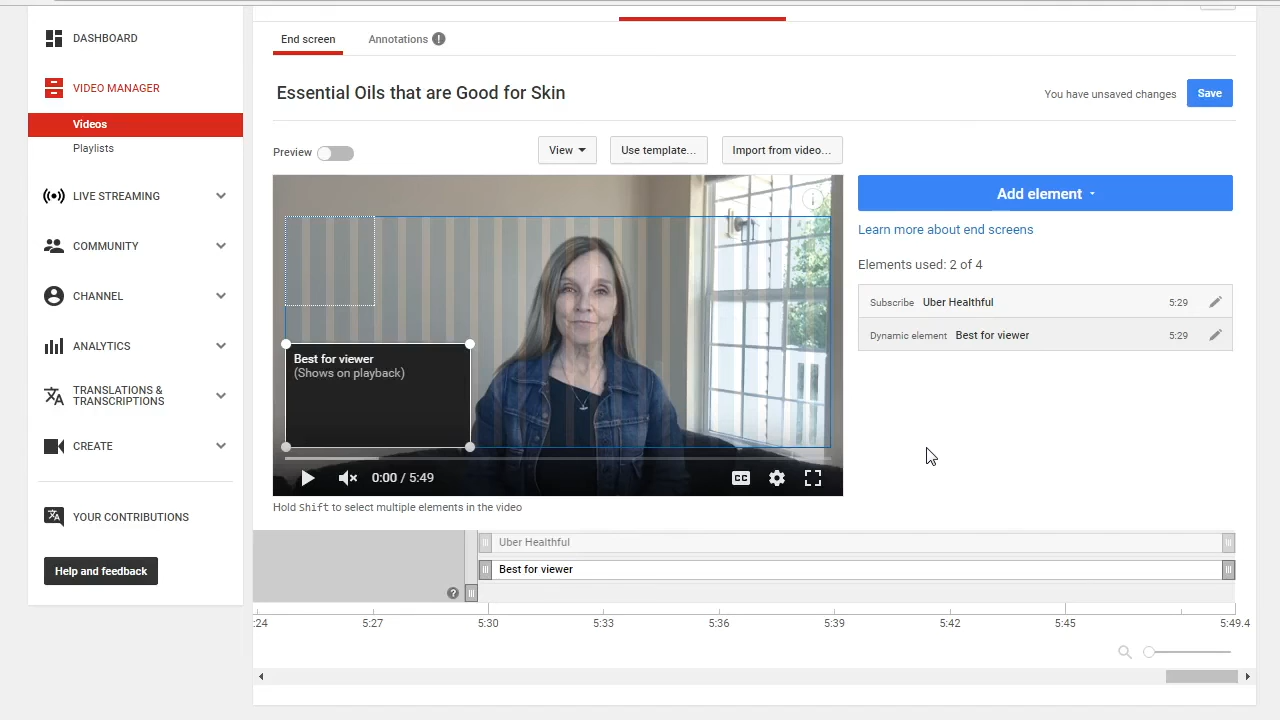 DASHBOARD
VIDEO MANAGER
Videos
Playlists
LIVE STREAMING
COMMUNITY
CHANNEL
ANALYTICS
TRANSLATIONS &
TRANSCRIPTIONS
CREATE
YOUR CONTRIBUTIONS
Help and feedback
End screen
Annotations !
Essential Oils that are Good for Skin
You have unsaved changes
Save
Preview
View
Use template...
Import from video...
Add element
Learn more about end screens
Elements used: 2 of 4
Subscribe Uber Healthful 5:29
Dynamic element Best for viewer 5:29
i
Best for viewer
(Shows on playback)
0:00 / 5:49
CC
Hold Shift to select multiple elements in the video
Uber Healthful
Best for viewer
?
:24 5:27 5:30 5:33 5:36 5:39 5:42 5:45 5:49.4